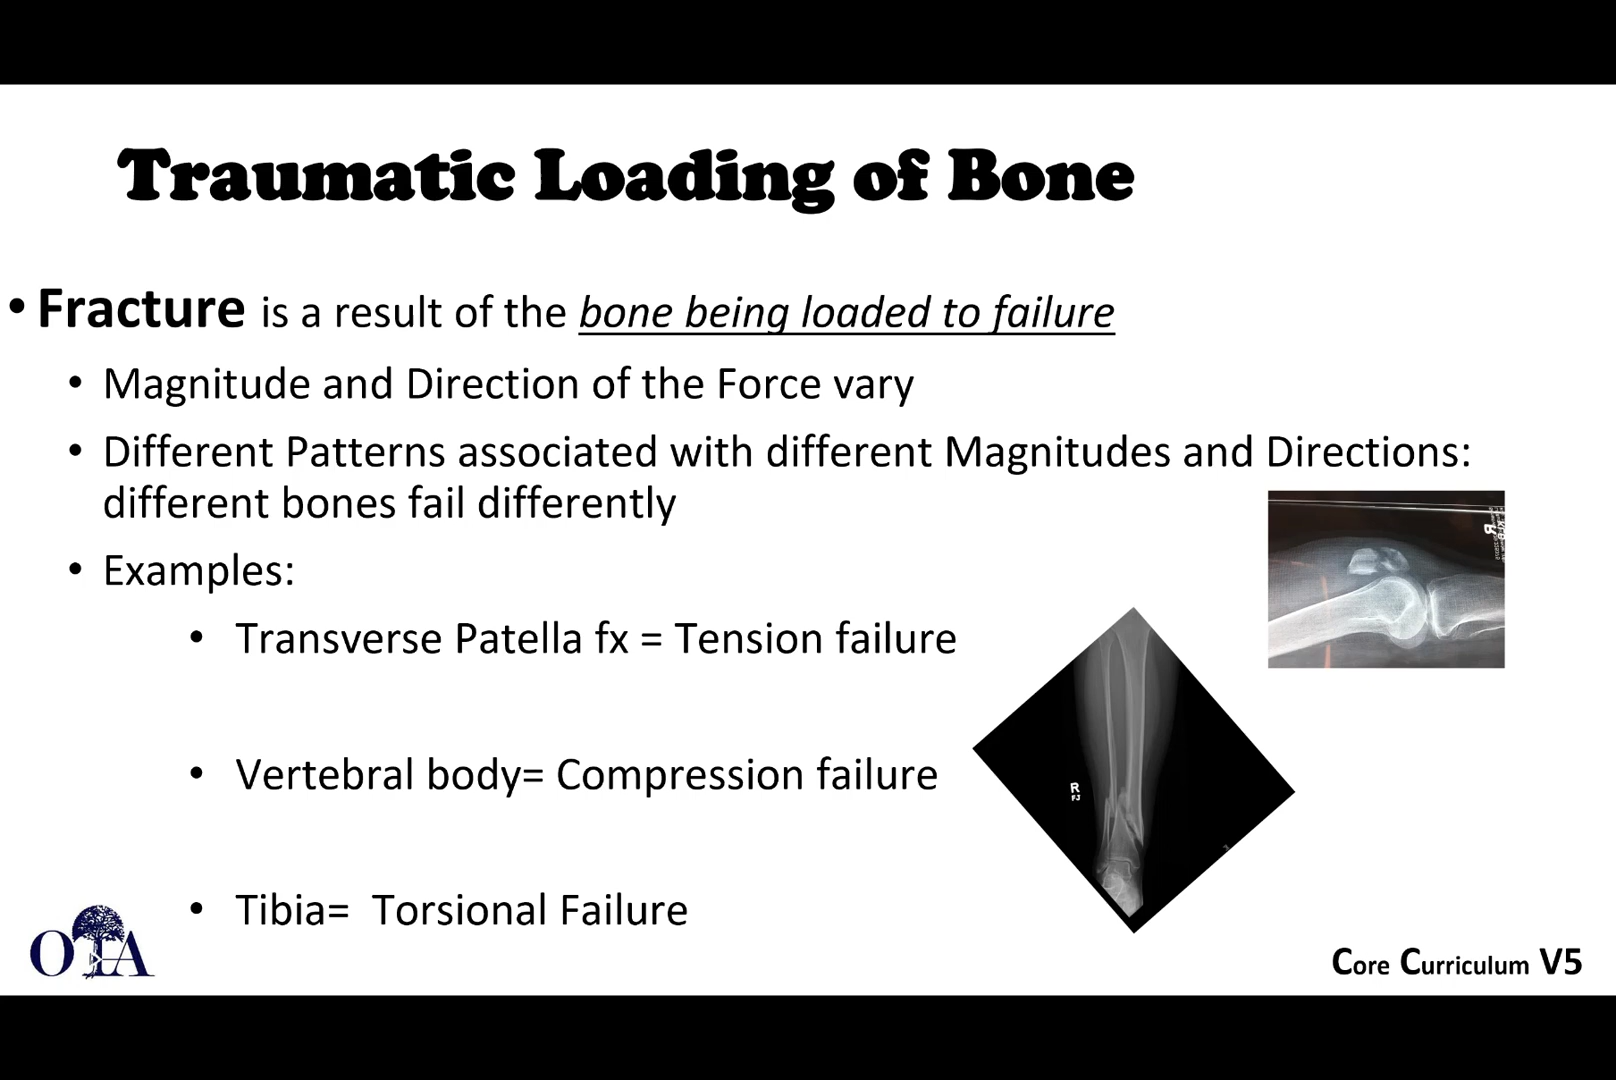 Traumatic Loading of Bone
• Fracture is a result of the bone being loaded to failure
• Magnitude and Direction of the Force vary
• Different Patterns associated with different Magnitudes and Directions:
different bones fail differently
• Examples:
• Transverse Patella fx = Tension failure
• Vertebral body= Compression failure
• Tibia=  Torsional Failure
R
R
FJ
OTA
Core Curriculum V5